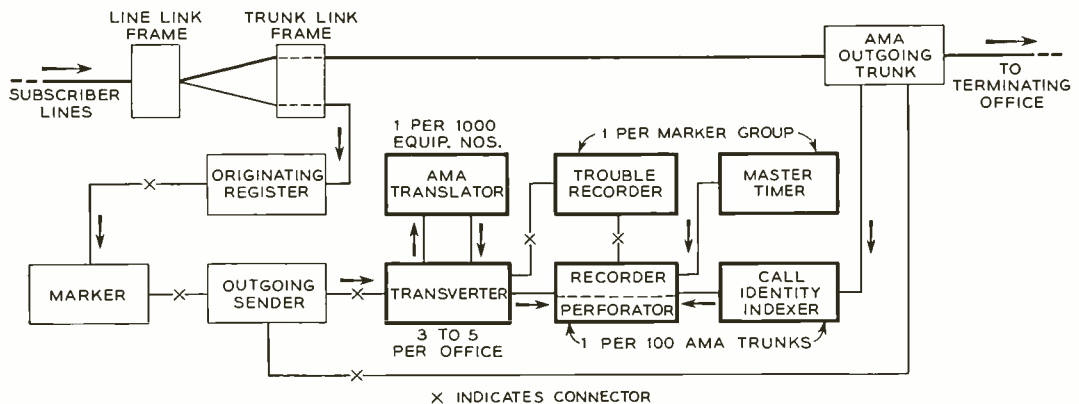 LINE LINK
FRAME
TRUNK LINK
FRAME
AMA
OUTGOING
TRUNK
SUBSCRIBER
LINES
TO
TERMINATING
OFFICE
1 PER 1000
EQUIP. NOS.
1 PER MARKER GROUP
ORIGINATING
REGISTER
AMA
TRANSLATOR
TROUBLE
RECORDER
MASTER
TIMER
MARKER
OUTGOING
SENDER
TRANSVERTER
RECORDER
PERFORATOR
CALL
IDENTITY
INDEXER
3 TO 5
PER OFFICE
1 PER 100 AMA TRUNKS
× INDICATES CONNECTOR